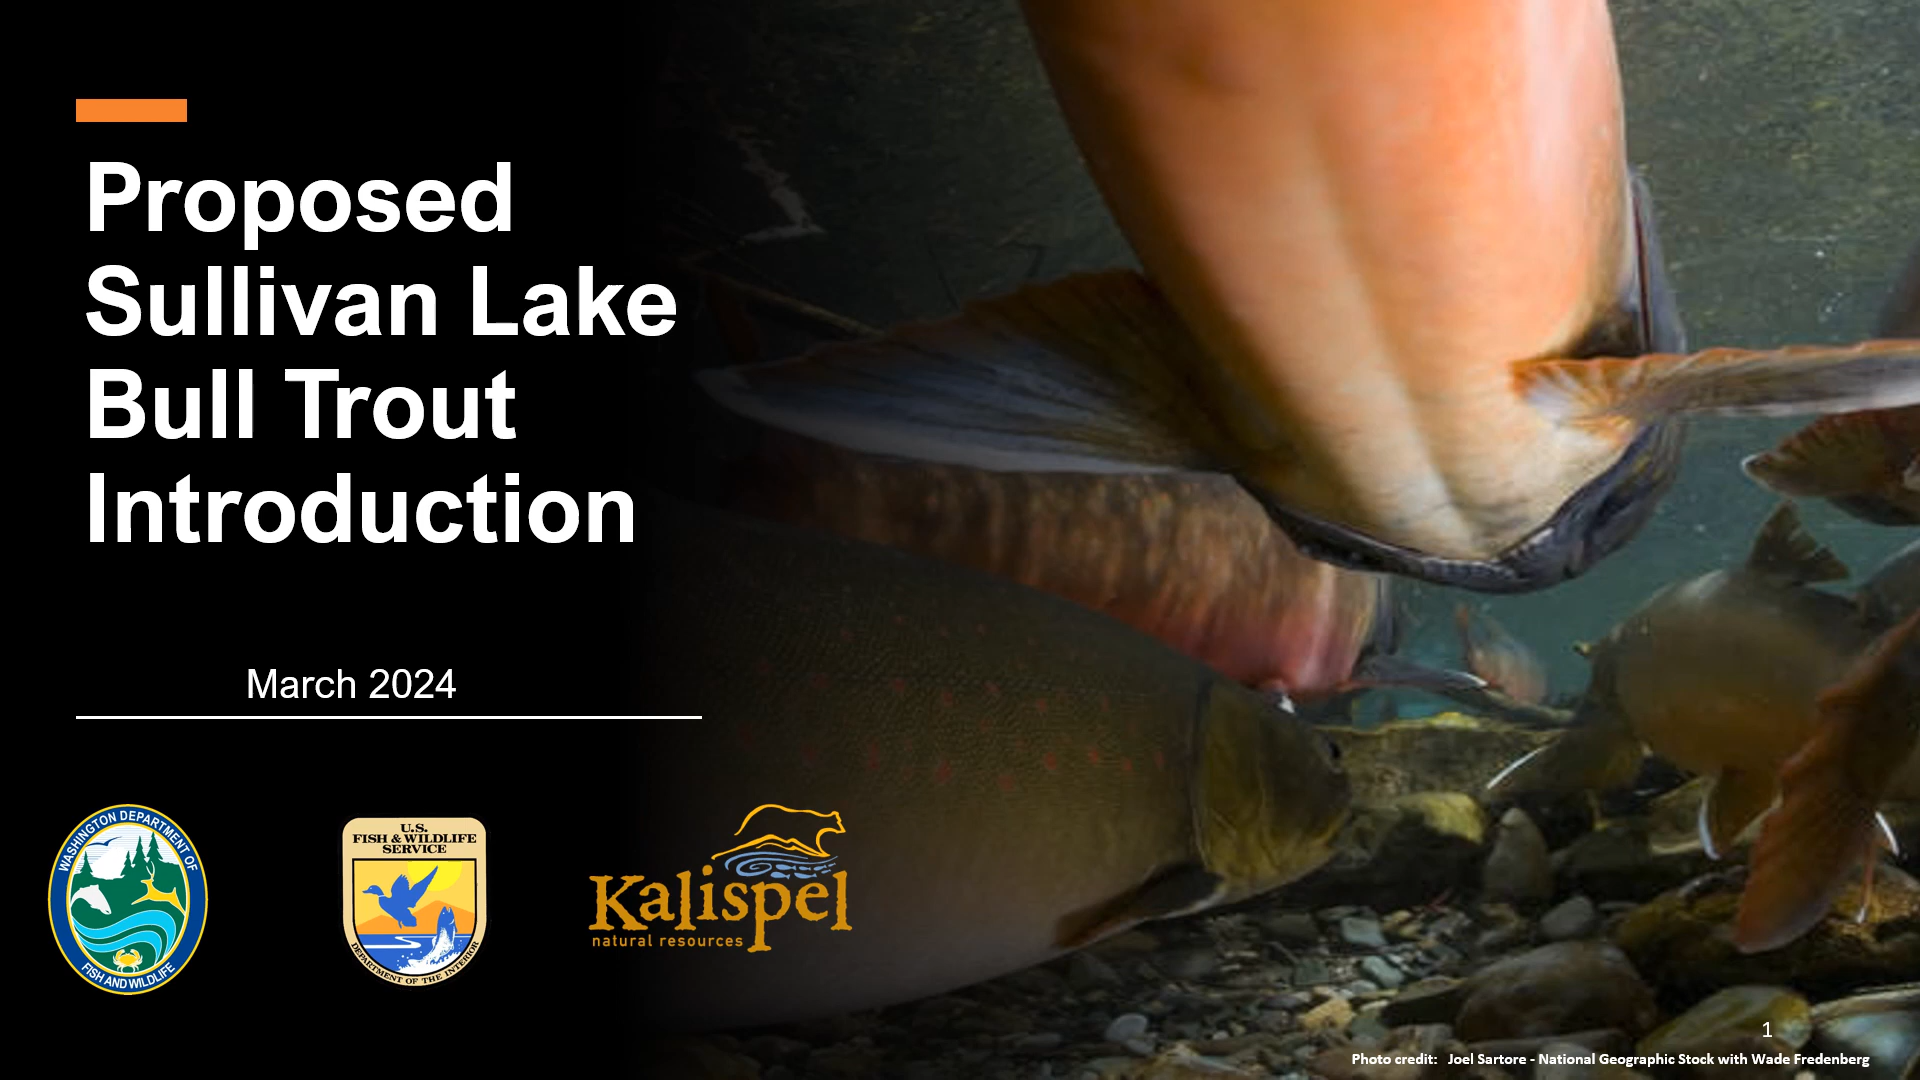 Proposed
Sullivan Lake
Bull Trout
Introduction
March 2024
WASHINGTON DEPARTMENT OF
FISH AND WILDLIFE
U.S.
FISH & WILDLIFE
SERVICE
DEPARTMENT OF THE INTERIOR
Kalispel
natural resources
1
Photo credit: Joel Sartore - National Geographic Stock with Wade Fredenberg